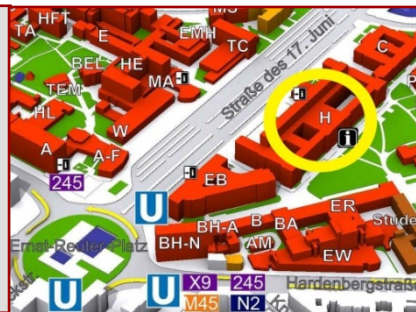 HFT
MS
TA
E
EMH
C
TC
BEL
HE
MA
Straße des 17. Juni
TEM
P
HL
W
H
i
A
A-F
245
EB
U
ER
BH-A
B
BA
Stude
BH-N
AM
Ernst-Reuter-Platz
EW
U
U
X9
245
Hardenbergstraße
M45
N2